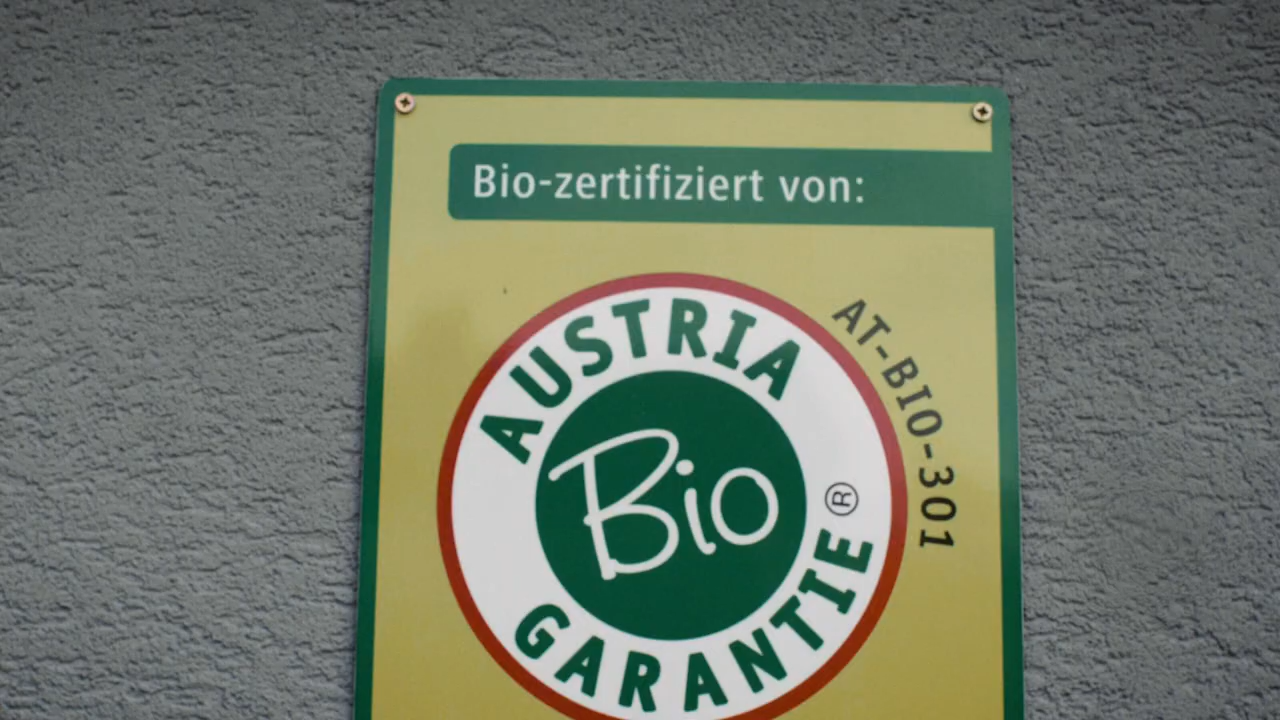 Bio-zertifiziert von:
AUSTRIA
Bio
GARANTIE ®
AT-BIO-301